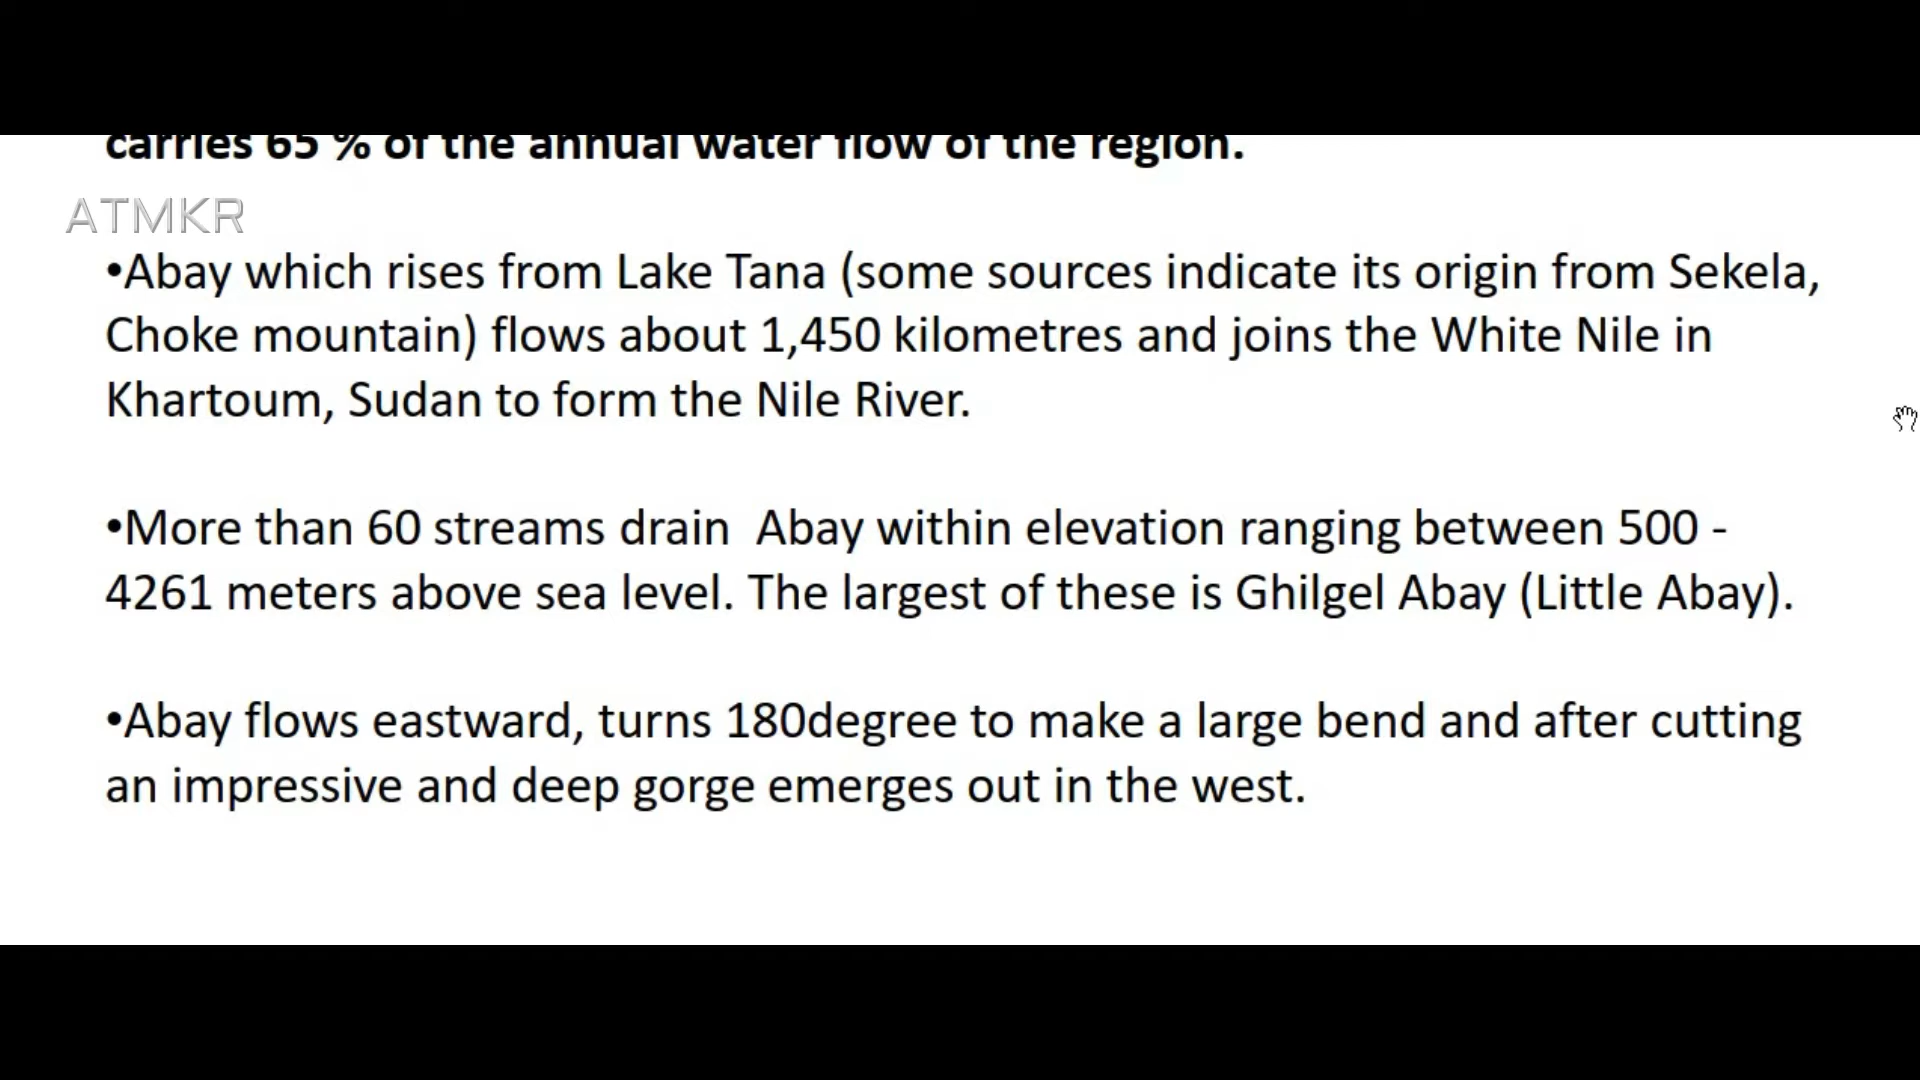 carries 65 % of the annual water flow of the region.
ATMKR
•Abay which rises from Lake Tana (some sources indicate its origin from Sekela,
Choke mountain) flows about 1,450 kilometres and joins the White Nile in
Khartoum, Sudan to form the Nile River.
•More than 60 streams drain  Abay within elevation ranging between 500 -
4261 meters above sea level. The largest of these is Ghilgel Abay (Little Abay).
•Abay flows eastward, turns 180degree to make a large bend and after cutting
an impressive and deep gorge emerges out in the west.